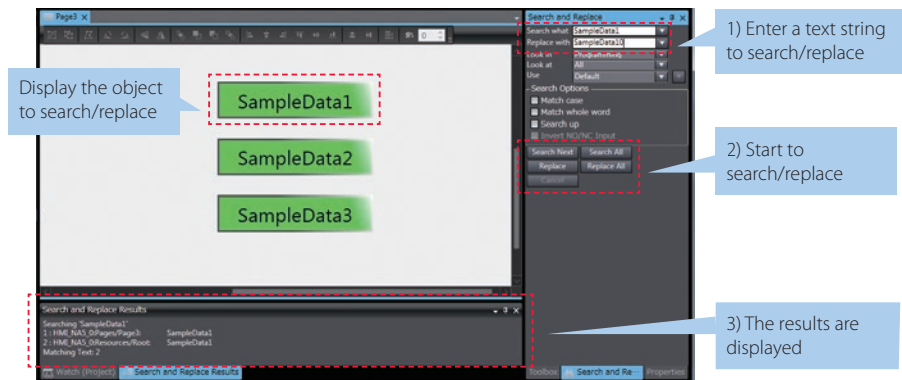 Page3 x
0
Display the object
to search/replace
SampleData1
SampleData2
SampleData3
Search and Replace
Search what SampleData1
Replace with SampleData10
Look in
Look at All
Use Default
Search Options
Match case
Match whole word
Search up
Invert NO/NC Input
Search Next Search All
Replace Replace All
Cancel
1) Enter a text string
to search/replace
2) Start to
search/replace
Search and Replace Results
Searching 'SampleData1'
1 : HMI_NA5_0:Pages/Page3: SampleData1
2 : HMI_NA5_0:Resources/Root: SampleData1
Matching Text: 2
3) The results are
displayed
Watch (Project) Search and Replace Results
Toolbox Search and Re··· Properties